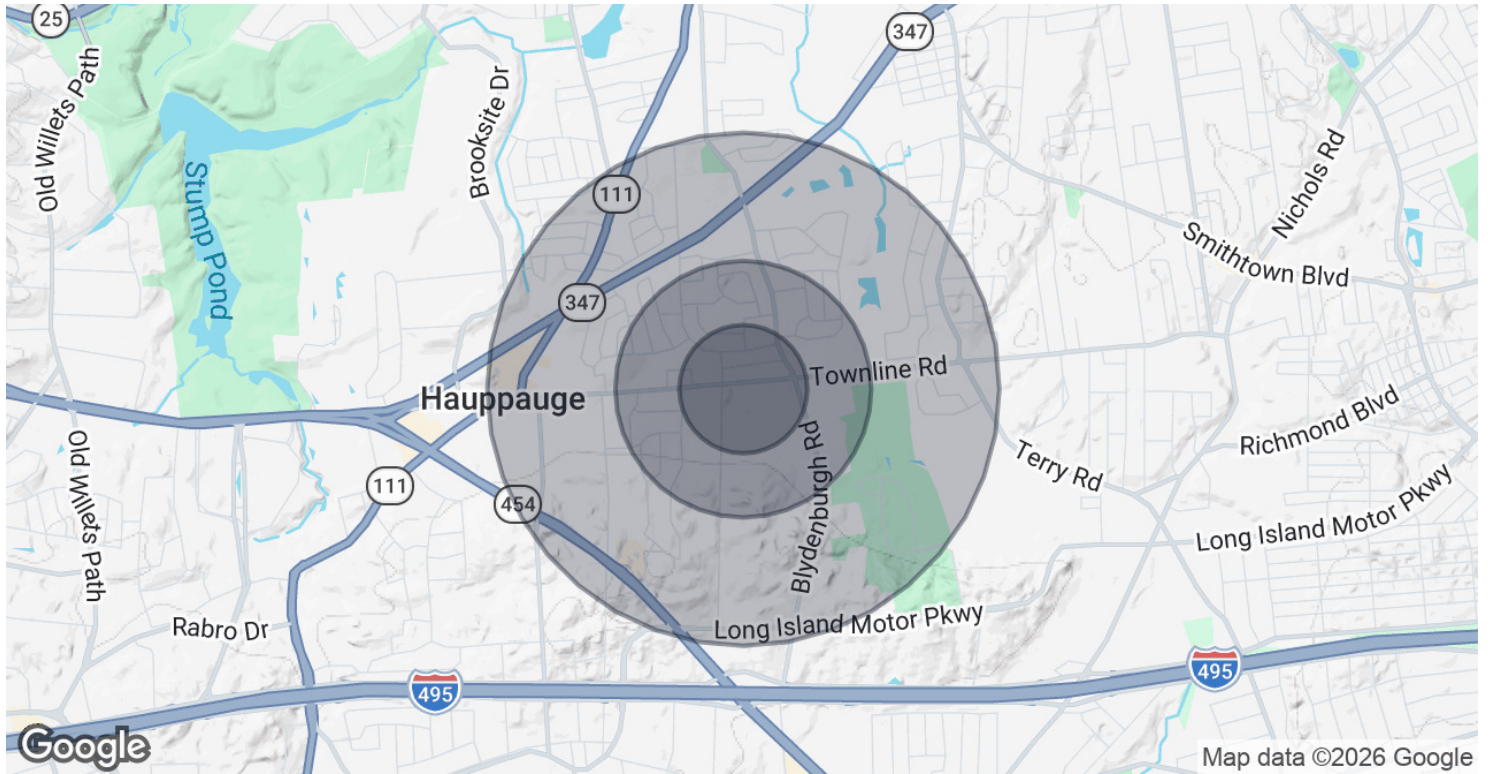 25
347
Old Willets Path
Brooksite Dr
Stump Pond
111
Nichols Rd
Smithtown Blvd
347
Townline Rd
Hauppauge
Richmond Blvd
Old Willets Path
Blydenburgh Rd
Terry Rd
111
454
Long Island Motor Pkwy
Rabro Dr
Long Island Motor Pkwy
495
495
Google
Map data ©2026 Google